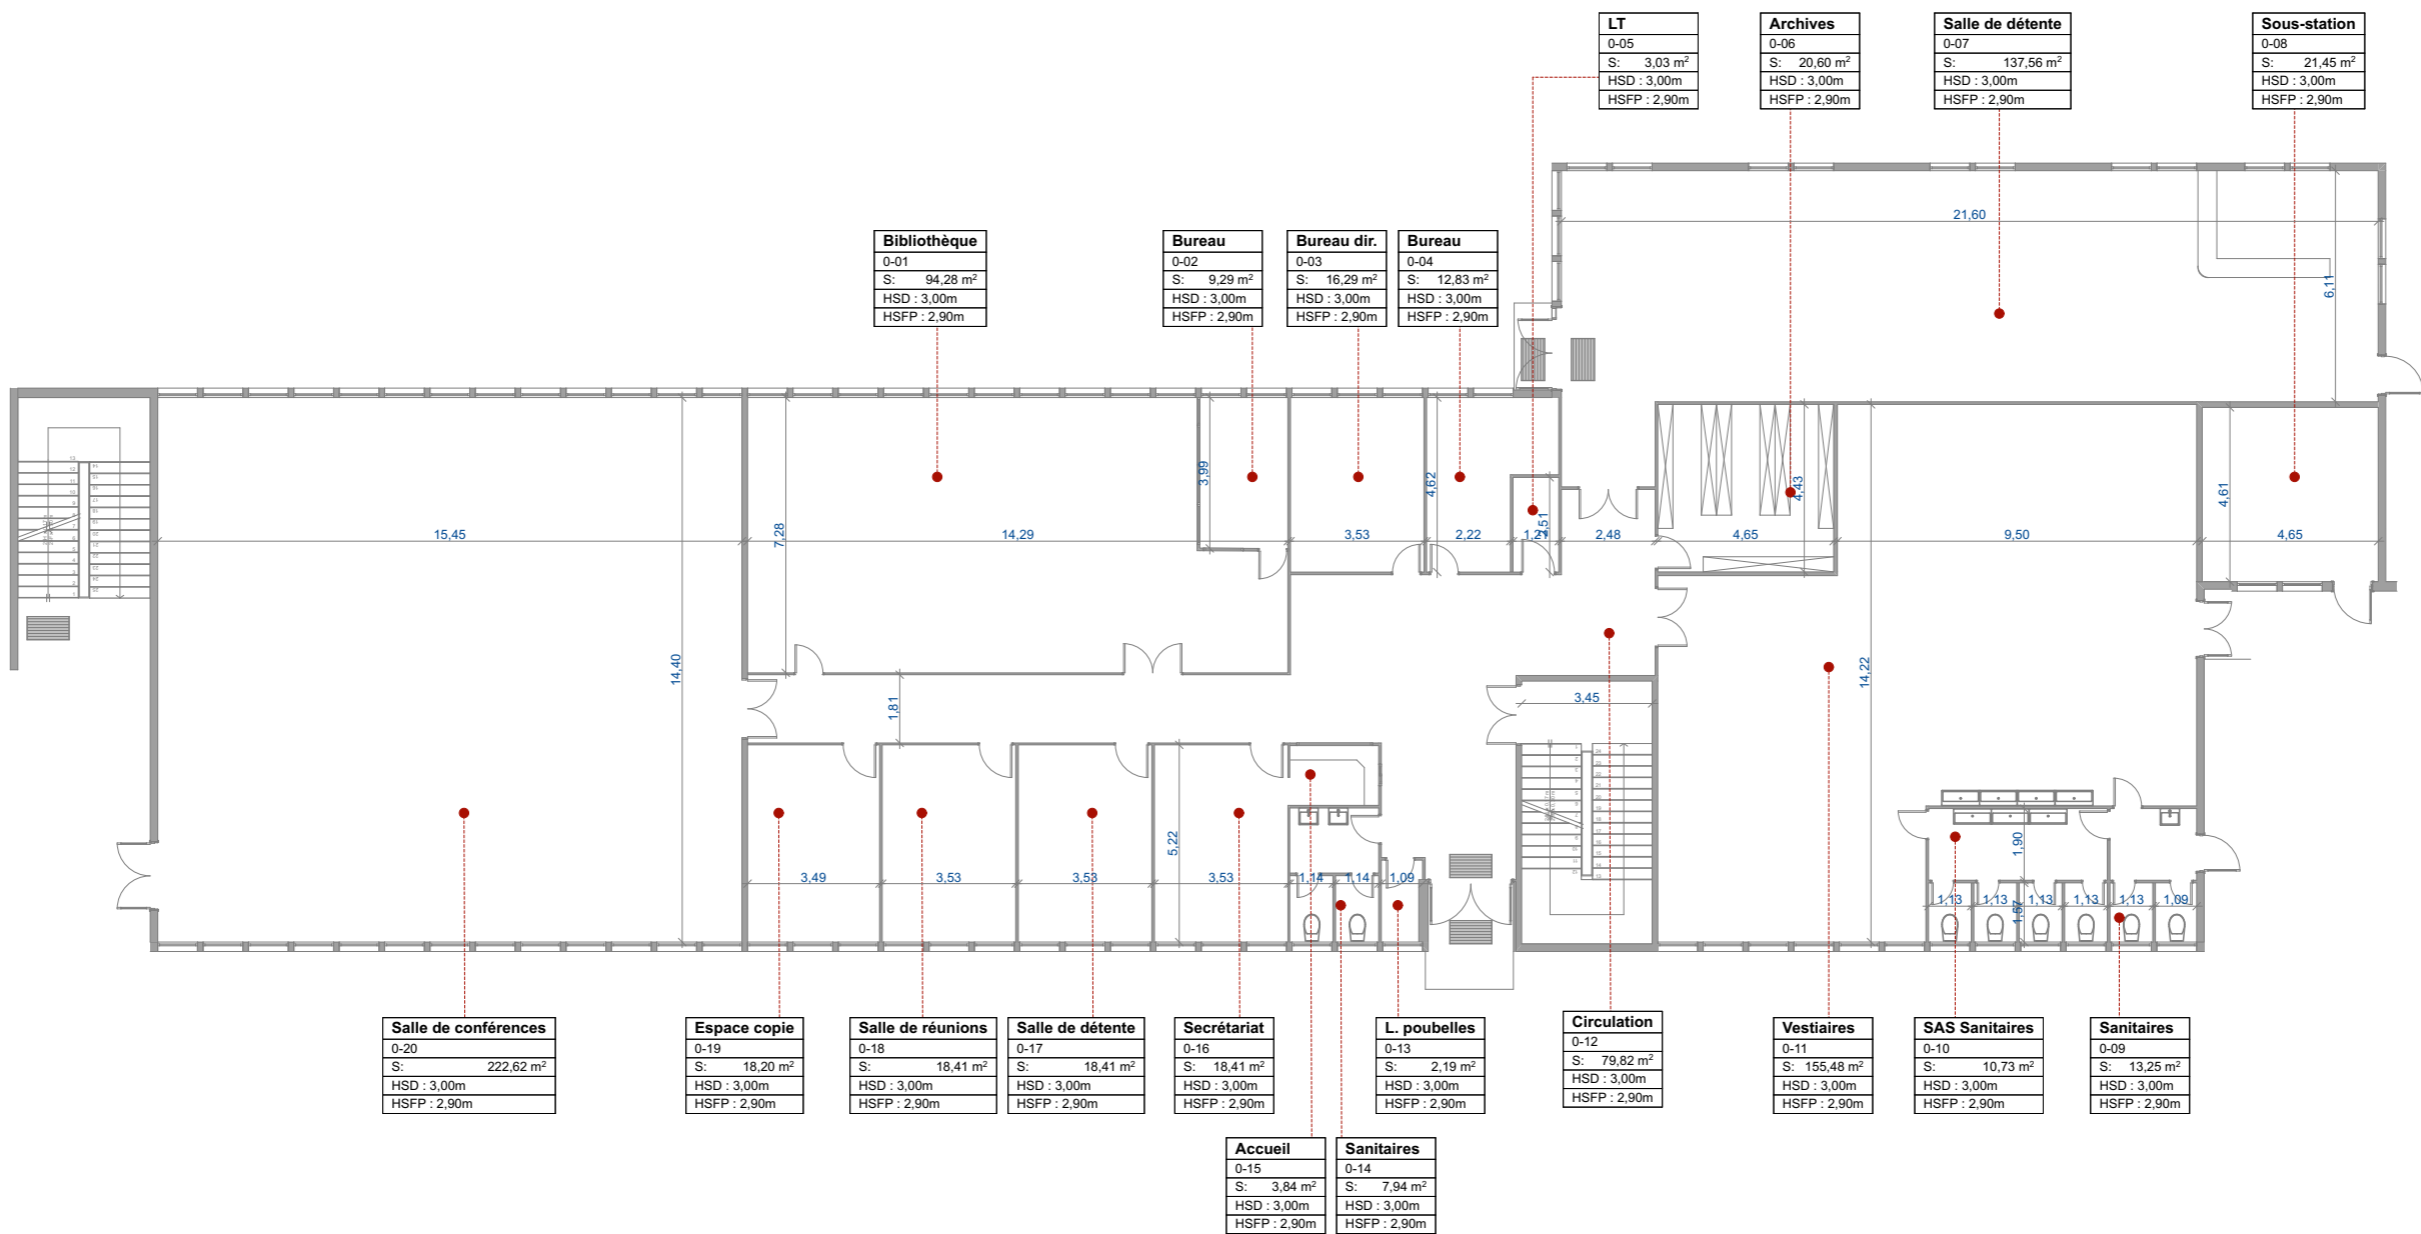 LT
0-05
S: 3,03 m²
HSD : 3,00m
HSFP : 2,90m
Archives
0-06
S: 20,60 m²
HSD : 3,00m
HSFP : 2,90m
Salle de détente
0-07
S: 137,56 m²
HSD : 3,00m
HSFP : 2,90m
Sous-station
0-08
S: 21,45 m²
HSD : 3,00m
HSFP : 2,90m
Bibliothèque
0-01
S: 94,28 m²
HSD : 3,00m
HSFP : 2,90m
Bureau
0-02
S: 9,29 m²
HSD : 3,00m
HSFP : 2,90m
Bureau dir.
0-03
S: 16,29 m²
HSD : 3,00m
HSFP : 2,90m
Bureau
0-04
S: 12,83 m²
HSD : 3,00m
HSFP : 2,90m
21,60
6,11
3,99
4,62
4,43
4,61
7,28
15,45
14,29
3,53
2,22
2,48
4,65
9,50
4,65
14,40
14,22
1,81
3,45
5,22
1,90
3,49
3,53
3,53
3,53
1,14
1,14
1,09
1,13
1,13
1,13
1,13
1,13
1,09
1,67
Salle de conférences
0-20
S: 222,62 m²
HSD : 3,00m
HSFP : 2,90m
Espace copie
0-19
S: 18,20 m²
HSD : 3,00m
HSFP : 2,90m
Salle de réunions
0-18
S: 18,41 m²
HSD : 3,00m
HSFP : 2,90m
Salle de détente
0-17
S: 18,41 m²
HSD : 3,00m
HSFP : 2,90m
Secrétariat
0-16
S: 18,41 m²
HSD : 3,00m
HSFP : 2,90m
L. poubelles
0-13
S: 2,19 m²
HSD : 3,00m
HSFP : 2,90m
Circulation
0-12
S: 79,82 m²
HSD : 3,00m
HSFP : 2,90m
Vestiaires
0-11
S: 155,48 m²
HSD : 3,00m
HSFP : 2,90m
SAS Sanitaires
0-10
S: 10,73 m²
HSD : 3,00m
HSFP : 2,90m
Sanitaires
0-09
S: 13,25 m²
HSD : 3,00m
HSFP : 2,90m
Accueil
0-15
S: 3,84 m²
HSD : 3,00m
HSFP : 2,90m
Sanitaires
0-14
S: 7,94 m²
HSD : 3,00m
HSFP : 2,90m